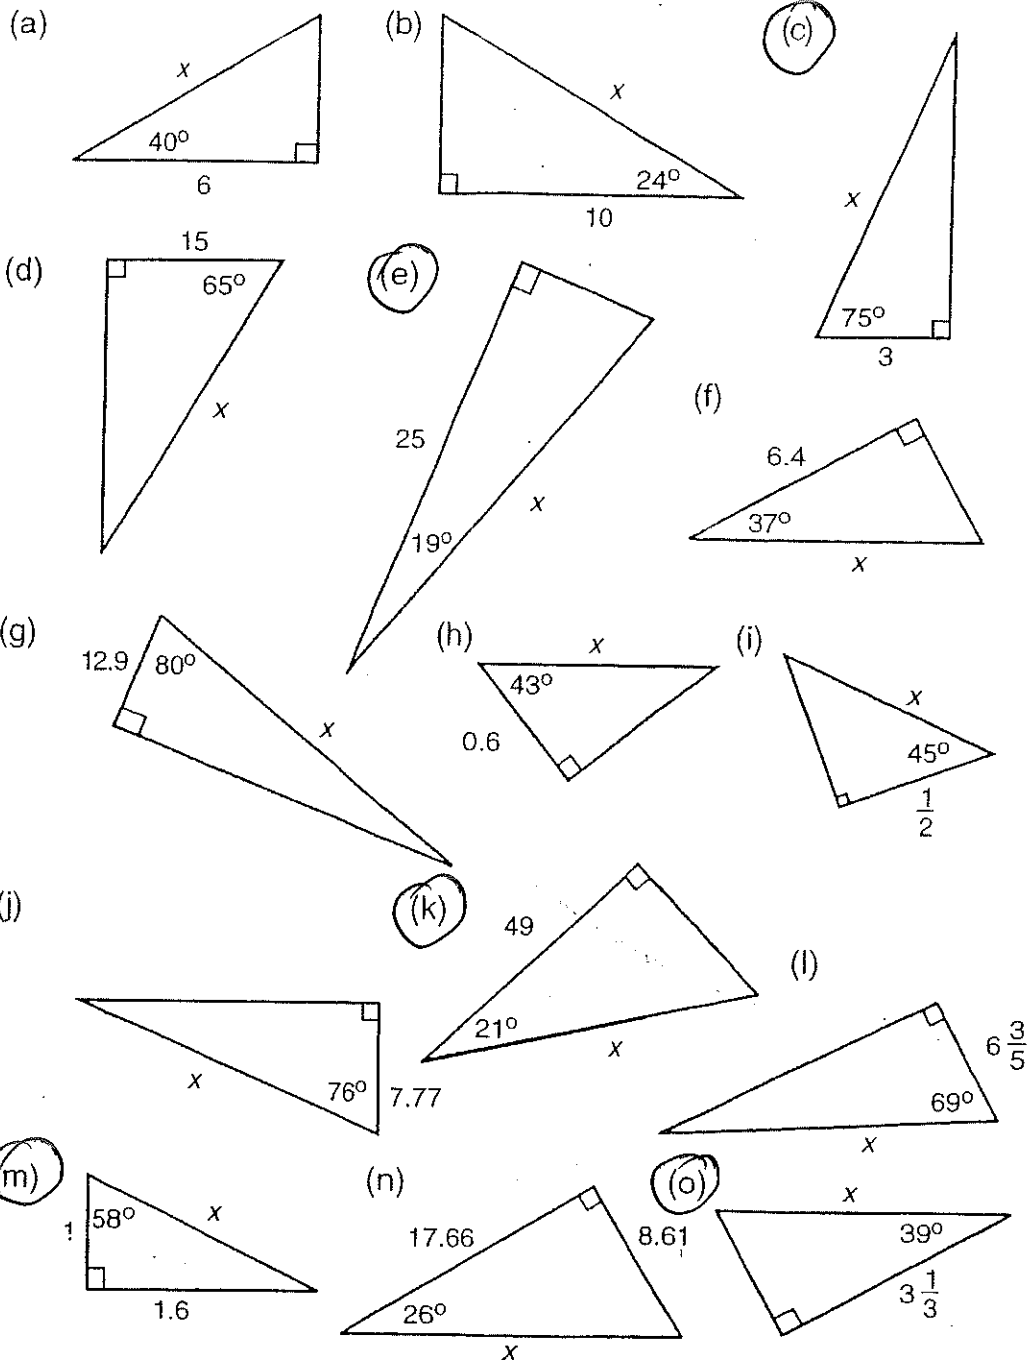 (a)
x
40°
6
(b)
x
24°
10
(c)
x
75°
3
(d)
15
65°
x
(e)
25
19°
x
(f)
6.4
37°
x
(g)
12.9
80°
x
(h)
x
43°
0.6
(i)
x
45°
1/2
(j)
x
76°
7.77
(k)
49
21°
x
(l)
6 3/5
69°
x
(m)
1
58°
x
1.6
(n)
17.66
8.61
26°
x
(o)
x
39°
3 1/3